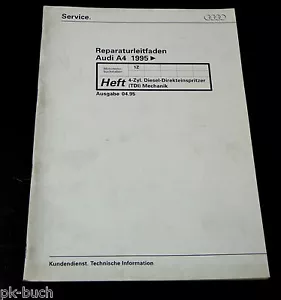 Service.
Reparaturleitfaden
Audi A4 1995 ►
1Z
Heft
4-Zyl. Diesel-Direkteinspritzer
(TDI) Mechanik
Ausgabe 04.95
Kundendienst. Technische Information
pk-buch